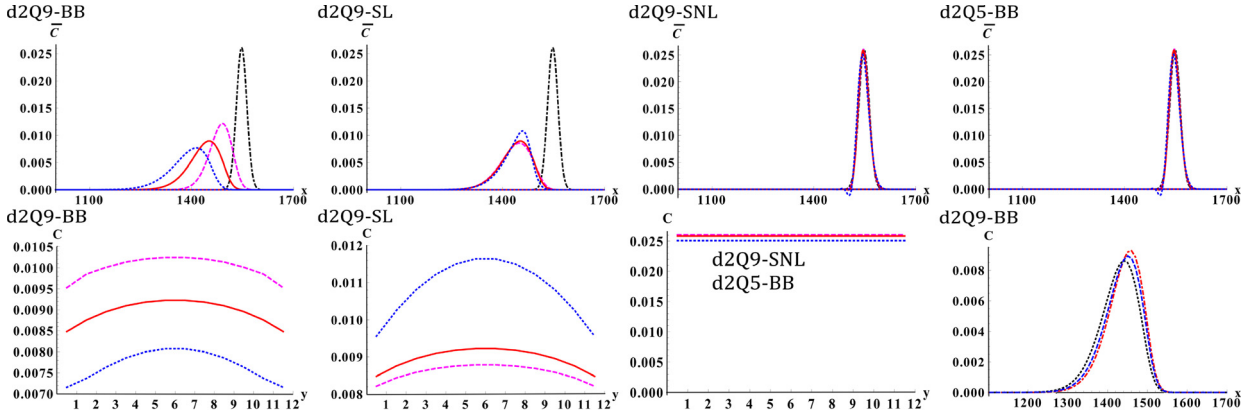 d2Q9-BB
C̅
0.025
0.020
0.015
0.010
0.005
0.000
1100 1400 1700
x
d2Q9-SL
C̅
0.025
0.020
0.015
0.010
0.005
0.000
1100 1400 1700
x
d2Q9-SNL
C̅
0.025
0.020
0.015
0.010
0.005
0.000
1100 1400 1700
x
d2Q5-BB
C̅
0.025
0.020
0.015
0.010
0.005
0.000
1100 1400 1700
x
d2Q9-BB
C
0.0105
0.0100
0.0095
0.0090
0.0085
0.0080
0.0075
0.0070
1 2 3 4 5 6 7 8 9 10 11 12
y
d2Q9-SL
C
0.012
0.011
0.010
0.009
0.008
1 2 3 4 5 6 7 8 9 10 11 12
y
C
0.025
0.020
0.015
0.010
0.005
0.000
d2Q9-SNL
d2Q5-BB
1 2 3 4 5 6 7 8 9 10 11 12
y
d2Q9-BB
C
0.008
0.006
0.004
0.002
0.000
1200 1300 1400 1500 1600 1700
x